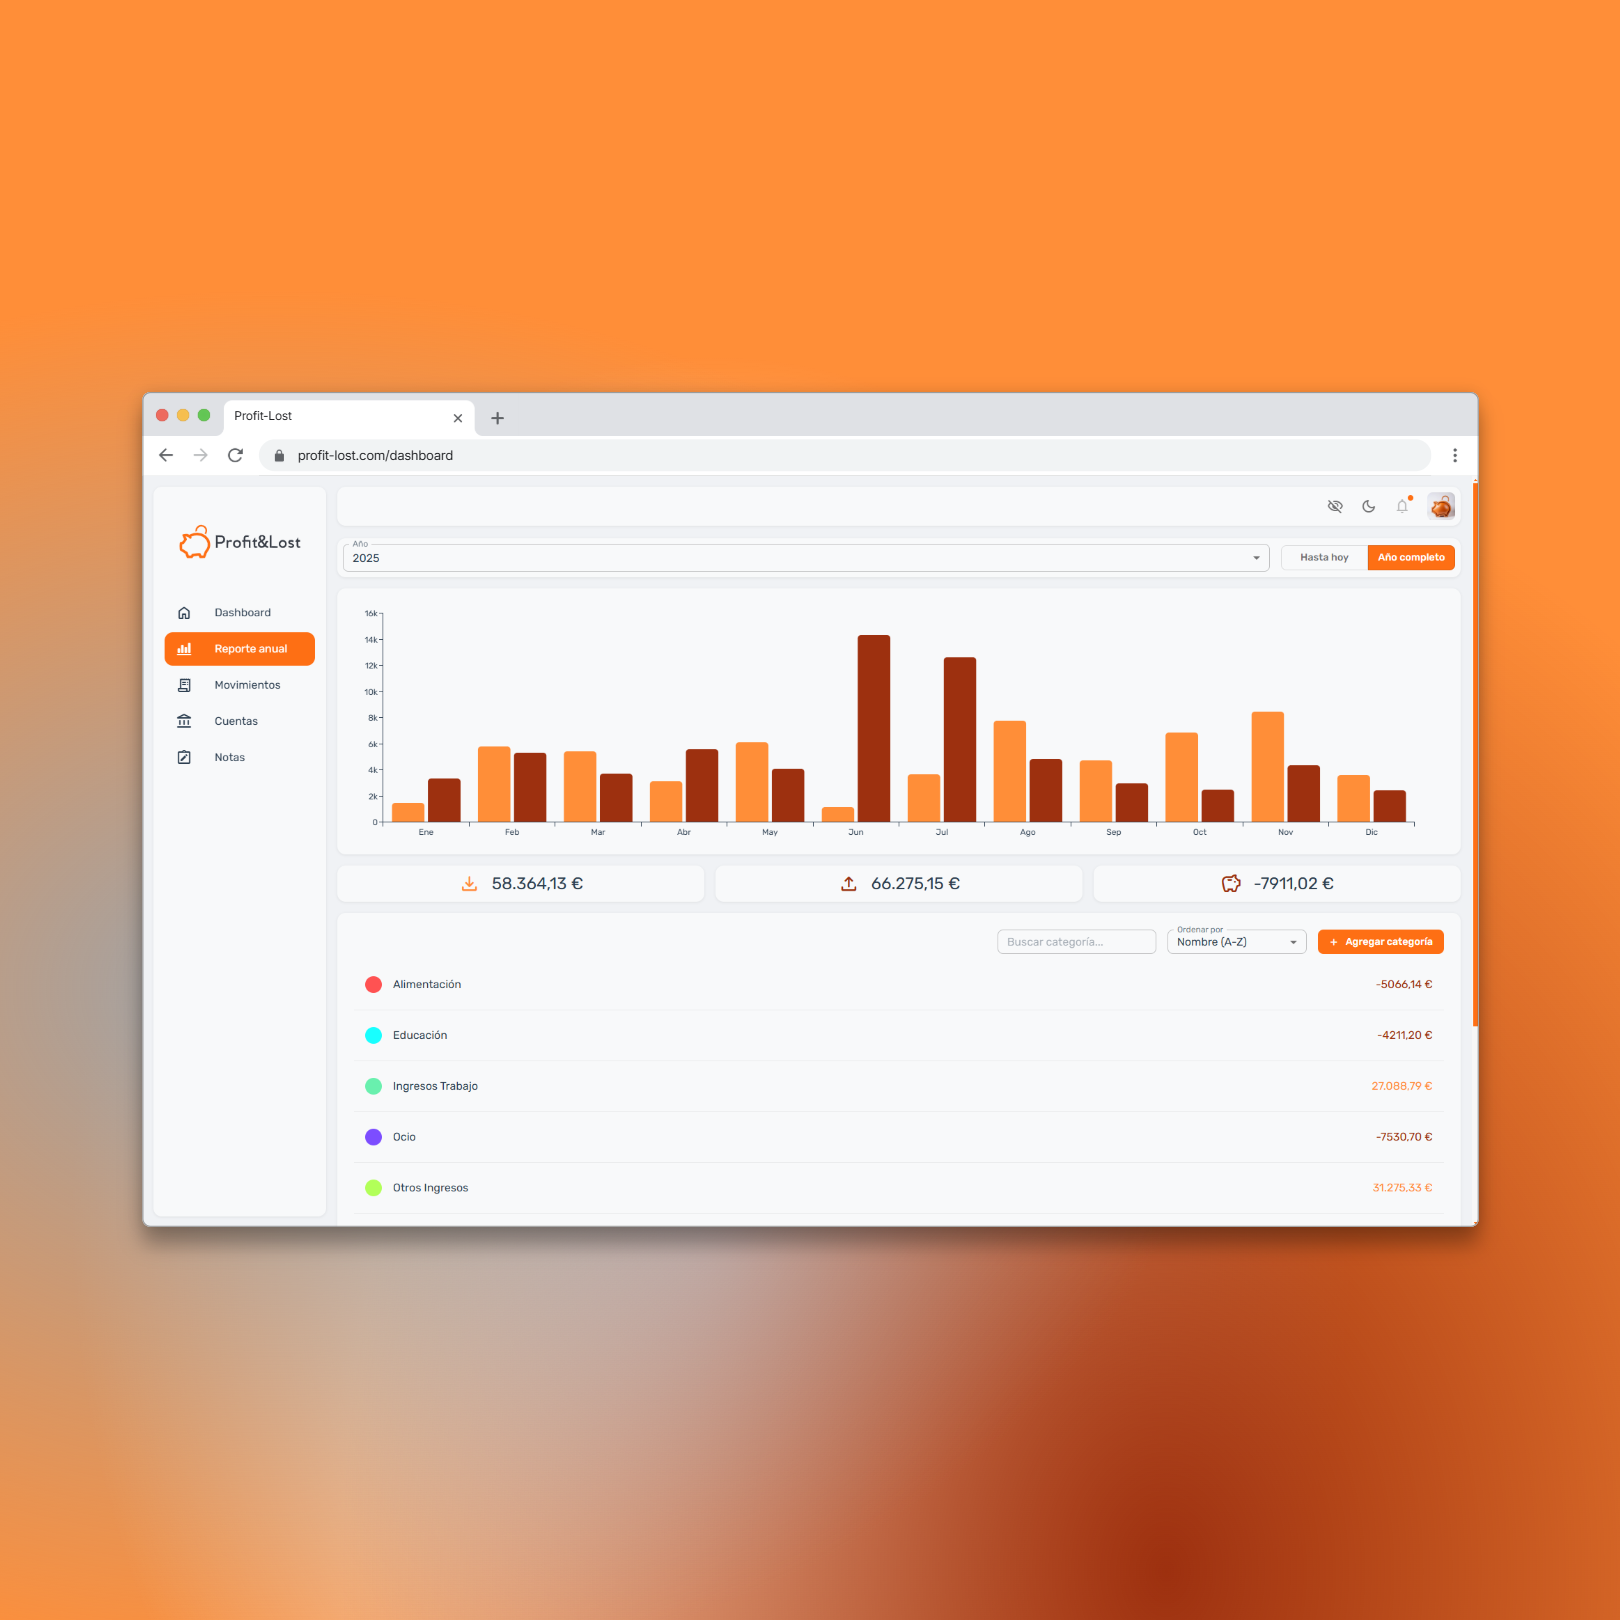 Profit-Lost
profit-lost.com/dashboard
Profit&Lost
Dashboard
Reporte anual
Movimientos
Cuentas
Notas
Año
2025
Hasta hoy
Año completo
16k
14k
12k
10k
8k
6k
4k
2k
0
Ene Feb Mar Abr May Jun Jul Ago Sep Oct Nov Dic
58.364,13 €
66.275,15 €
-7911,02 €
Buscar categoría...
Ordenar por
Nombre (A-Z)
+ Agregar categoría
Alimentación -5066,14 €
Educación -4211,20 €
Ingresos Trabajo 27.088,79 €
Ocio -7530,70 €
Otros Ingresos 31.275,33 €